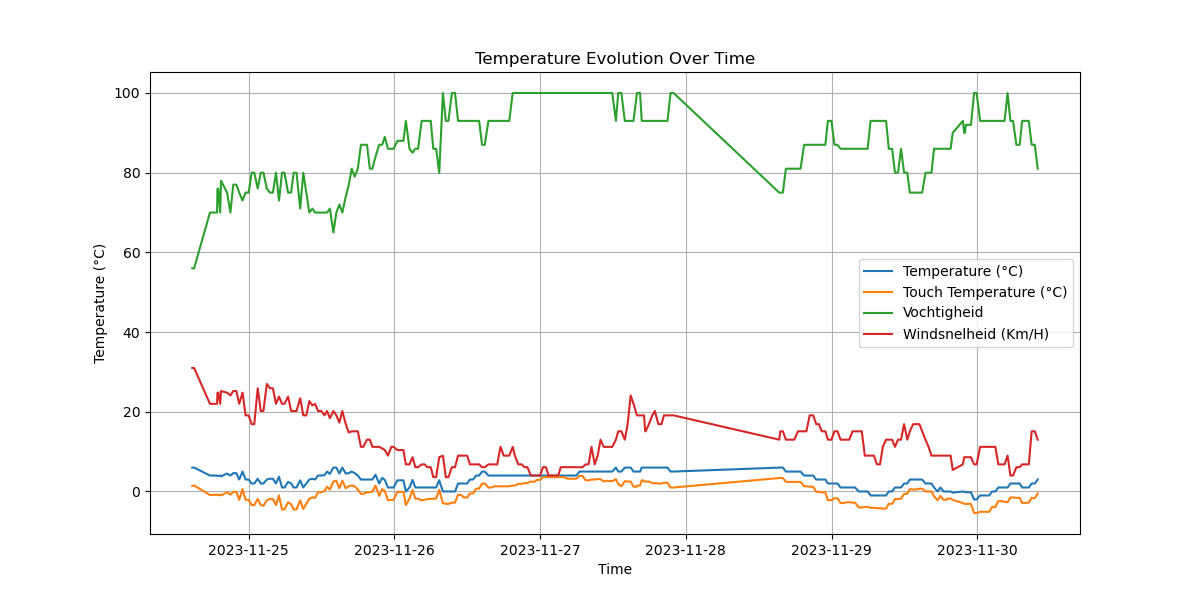 Temperature Evolution Over Time
Temperature (°C)
100
80
60
40
20
0
Temperature (°C)
Touch Temperature (°C)
Vochtigheid
Windsnelheid (Km/H)
2023-11-25
2023-11-26
2023-11-27
2023-11-28
2023-11-29
2023-11-30
Time